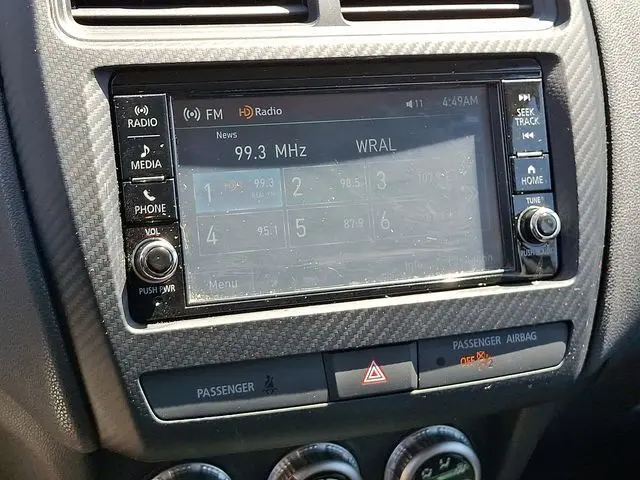 RADIO
MEDIA
PHONE
VOL
PUSH PWR
FM HD Radio 11 4:49AM
News
99.3 MHz WRAL
1 99.3 2 98.5 3
4 95.1 5 87.9 6
Menu
SEEK
TRACK
HOME
TUNE
PASSENGER
PASSENGER AIRBAG
OFF 2